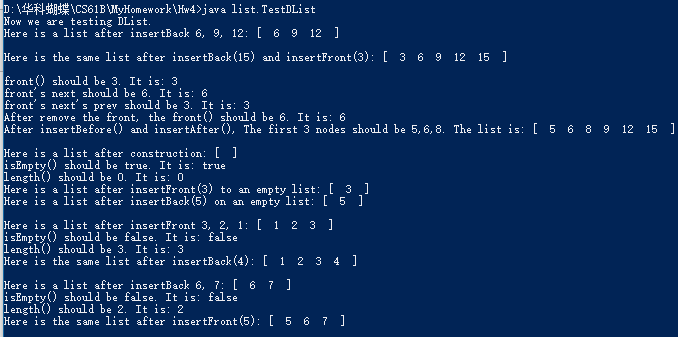 D:\华科蝴蝶\CS61B\MyHomework\Hw4>java list.TestDList
Now we are testing DList.
Here is a list after insertBack 6, 9, 12: [  6  9  12  ]
Here is the same list after insertBack(15) and insertFront(3): [  3  6  9  12  15  ]
front() should be 3. It is: 3
front's next should be 6. It is: 6
front's next's prev should be 3. It is: 3
After remove the front, the front() should be 6. It is: 6
After insertBefore() and insertAfter(), The first 3 nodes should be 5,6,8. The list is: [  5  6  8  9  12  15  ]
Here is a list after construction: [  ]
isEmpty() should be true. It is: true
length() should be 0. It is: 0
Here is a list after insertFront(3) to an empty list: [  3  ]
Here is a list after insertBack(5) on an empty list: [  5  ]
Here is a list after insertFront 3, 2, 1: [  1  2  3  ]
isEmpty() should be false. It is: false
length() should be 3. It is: 3
Here is the same list after insertBack(4): [  1  2  3  4  ]
Here is a list after insertBack 6, 7: [  6  7  ]
isEmpty() should be false. It is: false
length() should be 2. It is: 2
Here is the same list after insertFront(5): [  5  6  7  ]